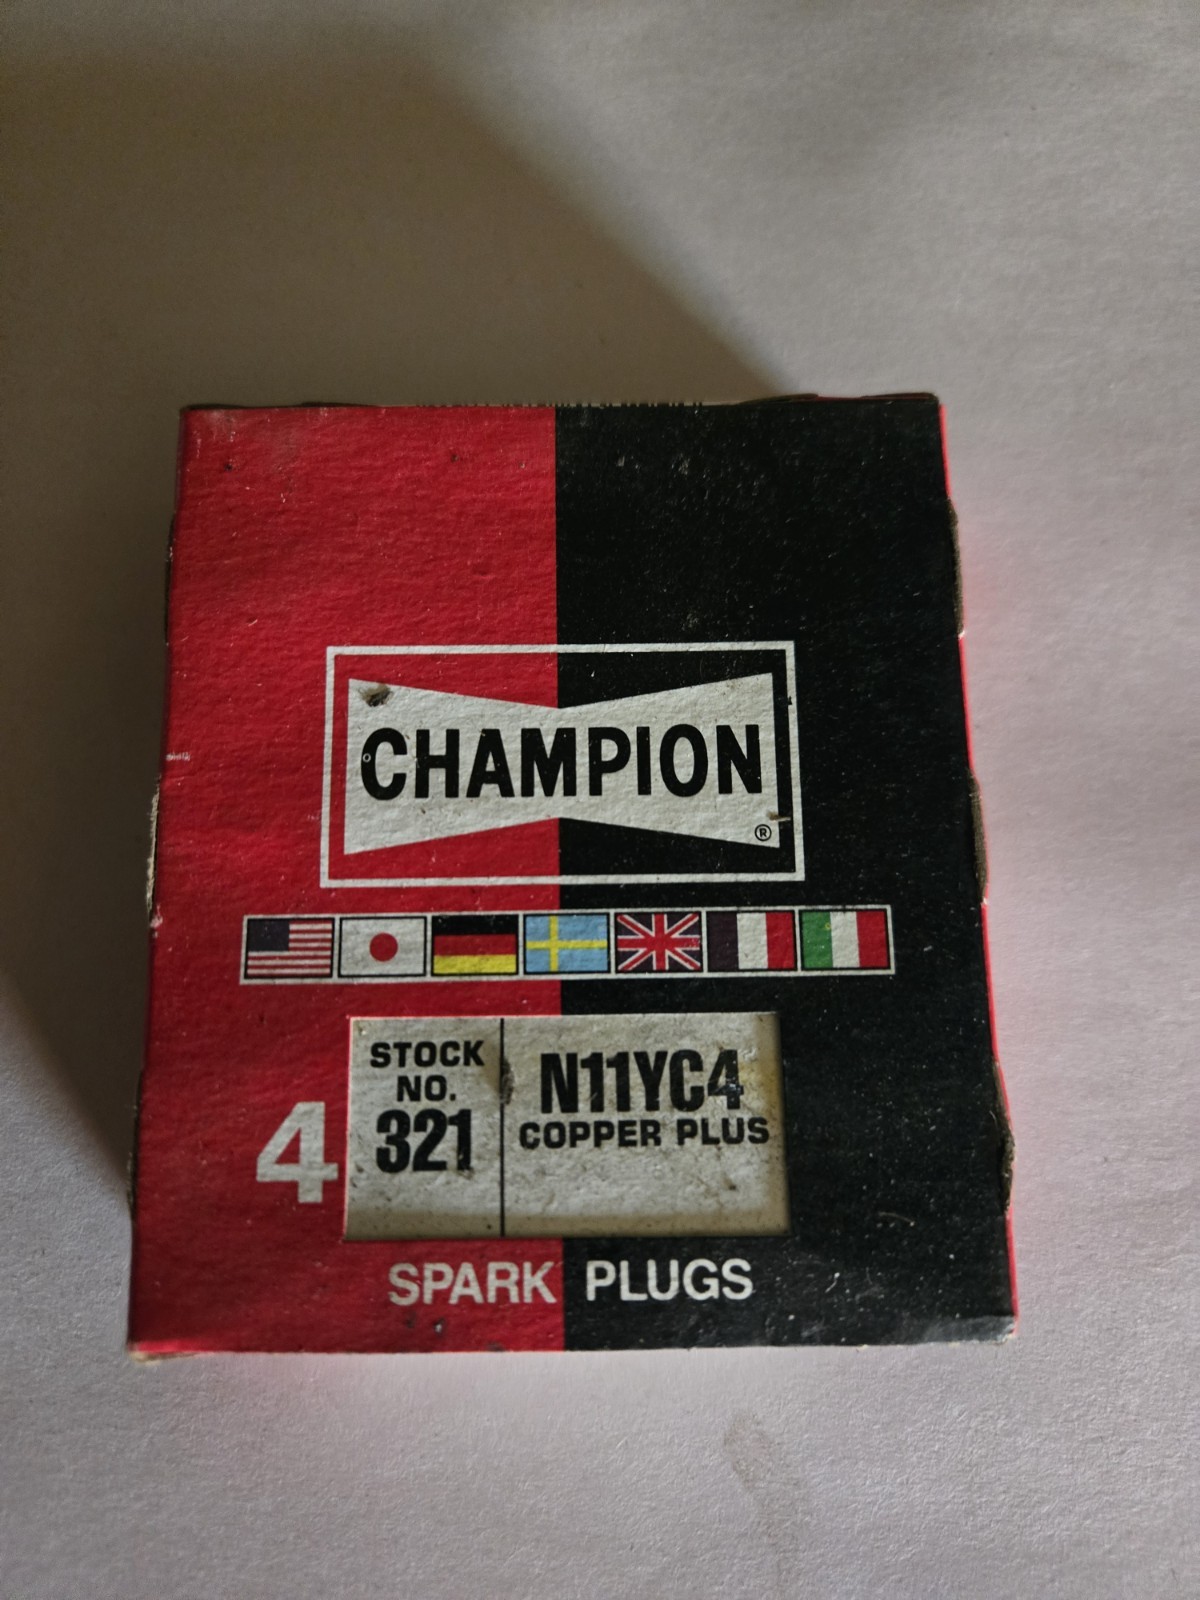 CHAMPION
®
STOCK
NO.
321
N11YC4
COPPER PLUS
4
SPARK PLUGS